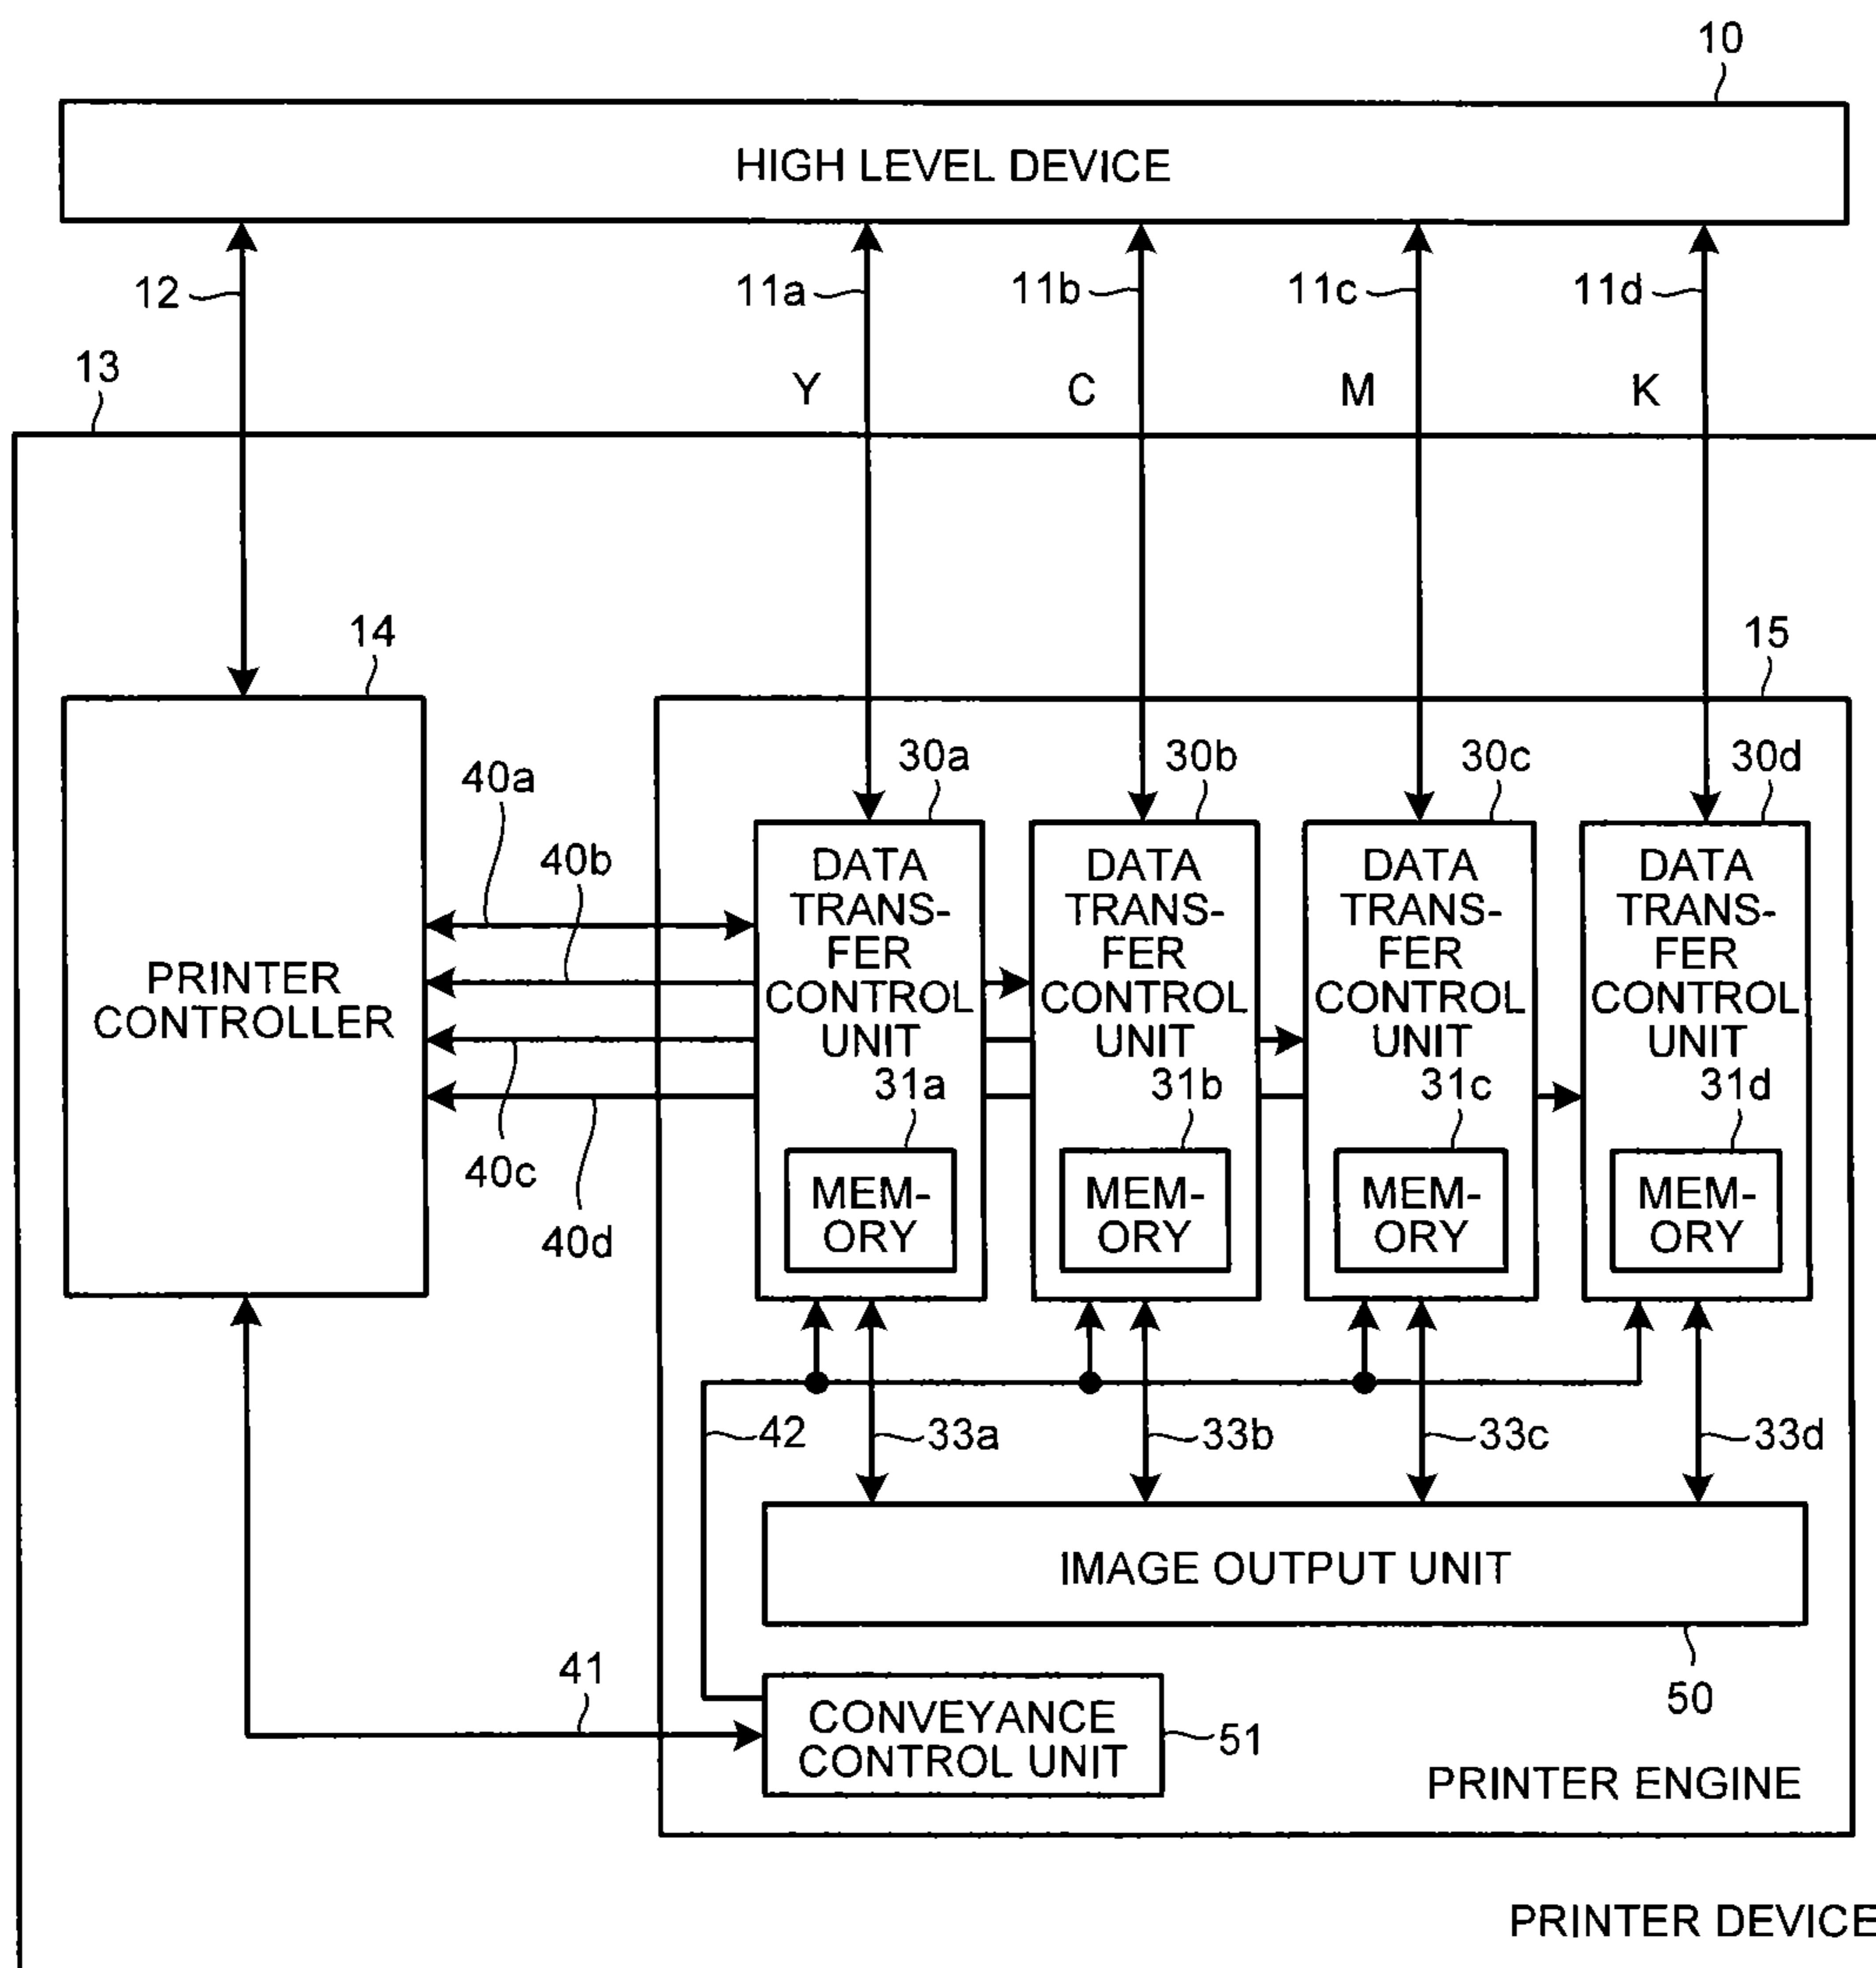 10
HIGH LEVEL DEVICE
12
11a
11b
11c
11d
13
Y
C
M
K
14
15
30a
30b
30c
30d
40a
40b
PRINTER
CONTROLLER
DATA
TRANS-
FER
CONTROL
UNIT
31a
MEM-
ORY
DATA
TRANS-
FER
CONTROL
UNIT
31b
MEM-
ORY
DATA
TRANS-
FER
CONTROL
UNIT
31c
MEM-
ORY
DATA
TRANS-
FER
CONTROL
UNIT
31d
MEM-
ORY
40c
40d
42
33a
33b
33c
33d
IMAGE OUTPUT UNIT
50
41
CONVEYANCE
CONTROL UNIT
51
PRINTER ENGINE
PRINTER DEVICE